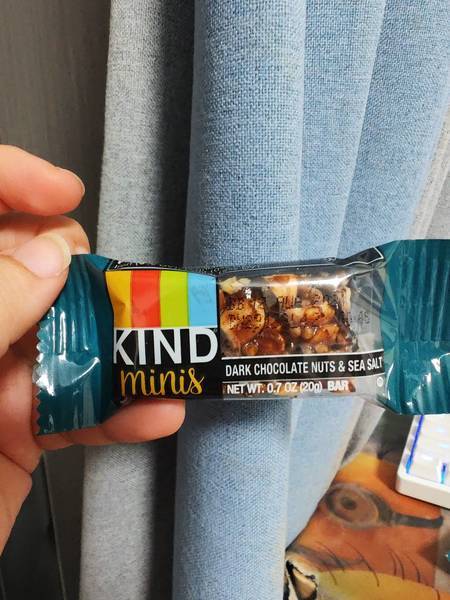 KIND
minis
DARK CHOCOLATE NUTS & SEA SALT
NET WT. 0.7 OZ (20g) BAR